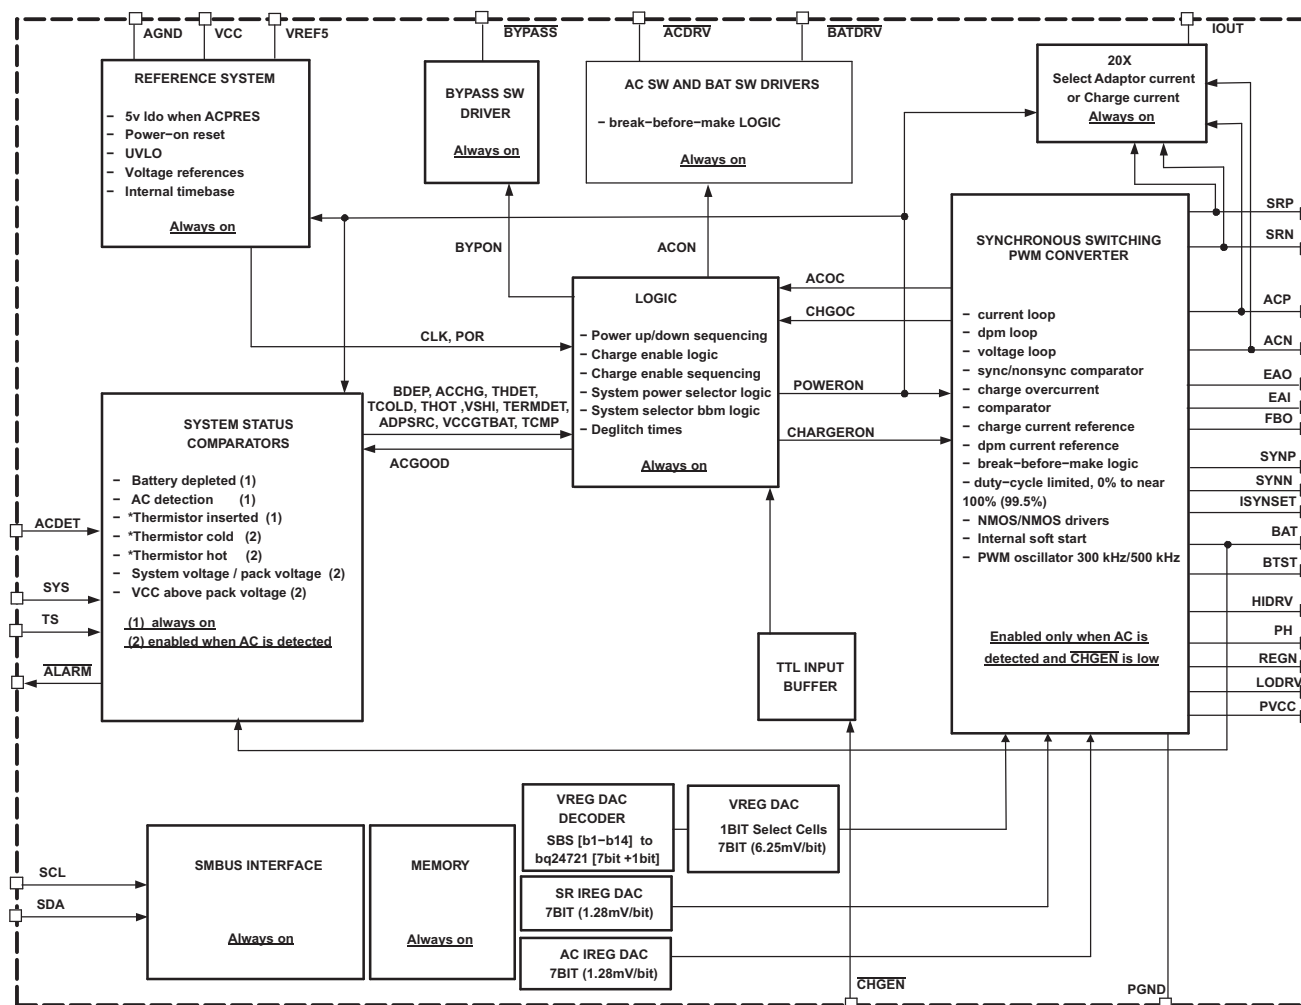 AGND
VCC
VREF5
BYPASS
ACDRV
BATDRV
IOUT
REFERENCE SYSTEM
– 5v ldo when ACPRES
– Power–on reset
– UVLO
– Voltage references
– Internal timebase
Always on
BYPASS SW
DRIVER
Always on
AC SW AND BAT SW DRIVERS
– break–before–make LOGIC
Always on
20X
Select Adaptor current
or Charge current
Always on
BYPON
ACON
SYNCHRONOUS SWITCHING
PWM CONVERTER
– current loop
– dpm loop
– voltage loop
– sync/nonsync comparator
– charge overcurrent
– comparator
– charge current reference
– dpm current reference
– break–before–make logic
– duty–cycle limited, 0% to near
100% (99.5%)
– NMOS/NMOS drivers
– Internal soft start
– PWM oscillator 300 kHz/500 kHz
Enabled only when AC is
detected and CHGEN is low
SRP
SRN
ACP
ACN
EAO
EAI
FBO
SYNP
SYNN
ISYNSET
BAT
BTST
HIDRV
PH
REGN
LODRV
PVCC
ACOC
CHGOC
POWERON
CHARGERON
LOGIC
– Power up/down sequencing
– Charge enable logic
– Charge enable sequencing
– System power selector logic
– System selector bbm logic
– Deglitch times
Always on
CLK, POR
BDEP, ACCHG, THDET,
TCOLD, THOT ,VSHI, TERMDET,
ADPSRC, VCCGTBAT, TCMP
ACGOOD
SYSTEM STATUS
COMPARATORS
– Battery depleted (1)
– AC detection (1)
– *Thermistor inserted (1)
– *Thermistor cold (2)
– *Thermistor hot (2)
– System voltage / pack voltage (2)
– VCC above pack voltage (2)
(1) always on
(2) enabled when AC is detected
ACDET
SYS
TS
ALARM
TTL INPUT
BUFFER
VREG DAC
DECODER
SBS [b1–b14] to
bq24721 [7bit +1bit]
VREG DAC
1BIT Select Cells
7BIT (6.25mV/bit)
SMBUS INTERFACE
Always on
MEMORY
Always on
SR IREG DAC
7BIT (1.28mV/bit)
AC IREG DAC
7BIT (1.28mV/bit)
SCL
SDA
CHGEN
PGND